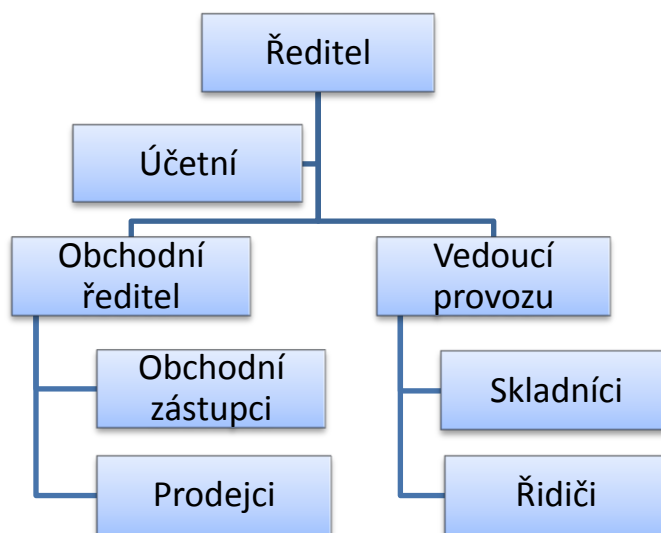 Ředitel
Účetní
Obchodní
ředitel
Vedoucí
provozu
Obchodní
zástupci
Skladníci
Prodejci
Řidiči